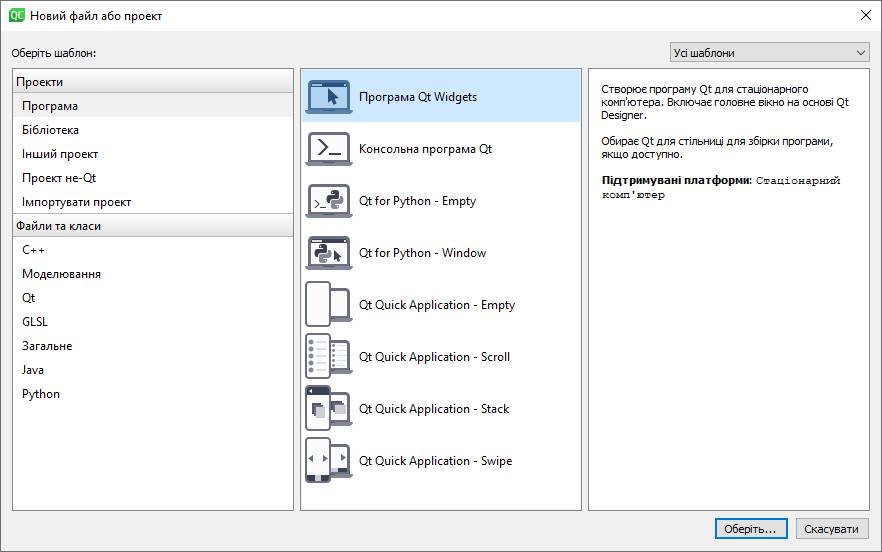 QC Новий файл або проект
Оберіть шаблон:
Усі шаблони
Проекти
Програма
Бібліотека
Інший проект
Проект не-Qt
Імпортувати проект
Файли та класи
C++
Моделювання
Qt
GLSL
Загальне
Java
Python
Програма Qt Widgets
Консольна програма Qt
Qt for Python - Empty
Qt for Python - Window
Qt Quick Application - Empty
Qt Quick Application - Scroll
Qt Quick Application - Stack
Qt Quick Application - Swipe
Створює програму Qt для стаціонарного
комп'ютера. Включає головне вікно на основі Qt
Designer.
Обирає Qt для стільниці для збірки програми,
якщо доступно.
Підтримувані платформи: Стаціонарний
комп'ютер
Оберіть...
Скасувати